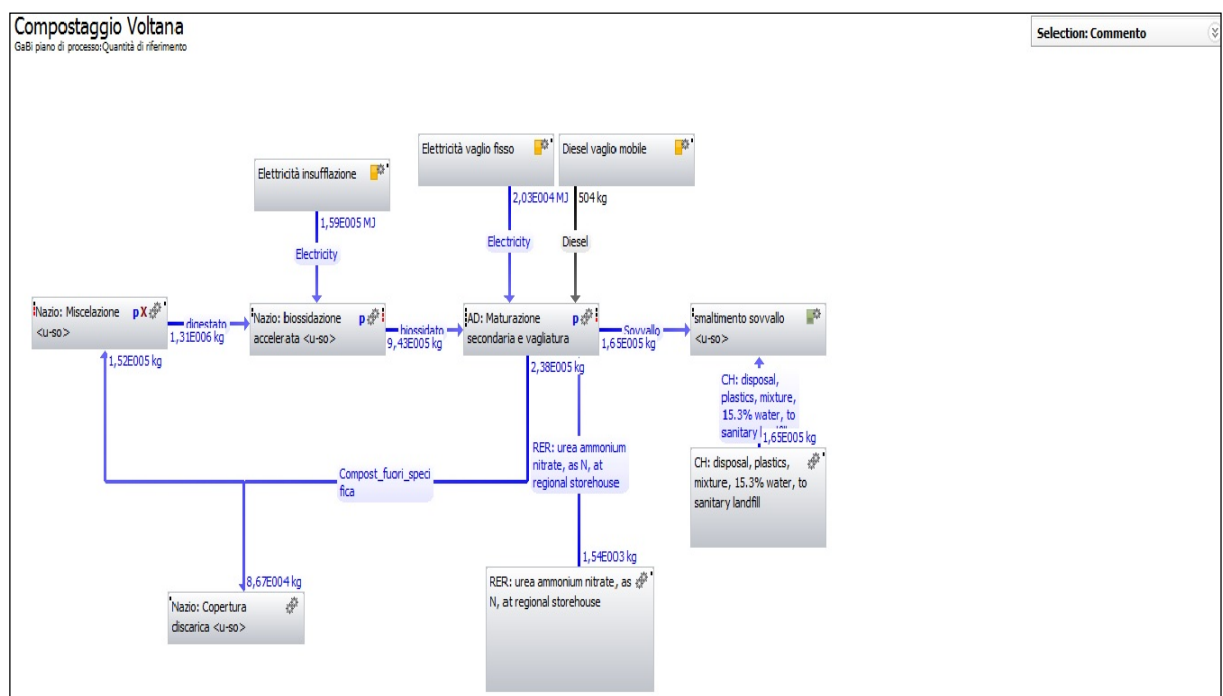 Compostaggio Voltana
GaBi piano di processo:Quantità di riferimento
Selection: Commento
Elettricità vaglio fisso
Diesel vaglio mobile
Elettricità insufflazione
2,03E004 MJ
504 kg
1,59E005 MJ
Electricity
Diesel
Electricity
Nazio: Miscelazione
<u-so>
pX
digestato
1,31E006 kg
Nazio: biossidazione
accelerata <u-so>
p
biossidato
9,43E005 kg
AD: Maturazione
secondaria e vagliatura
p
Sovvallo
1,65E005 kg
smaltimento sovvallo
<u-so>
1,52E005 kg
2,38E005 kg
CH: disposal,
plastics, mixture,
15.3% water, to
sanitary
1,65E005 kg
RER: urea ammonium
nitrate, as N, at
regional storehouse
CH: disposal, plastics,
mixture, 15.3% water, to
sanitary landfill
Compost_fuori_speci
fica
1,54E003 kg
8,67E004 kg
RER: urea ammonium nitrate, as
N, at regional storehouse
Nazio: Copertura
discarica <u-so>